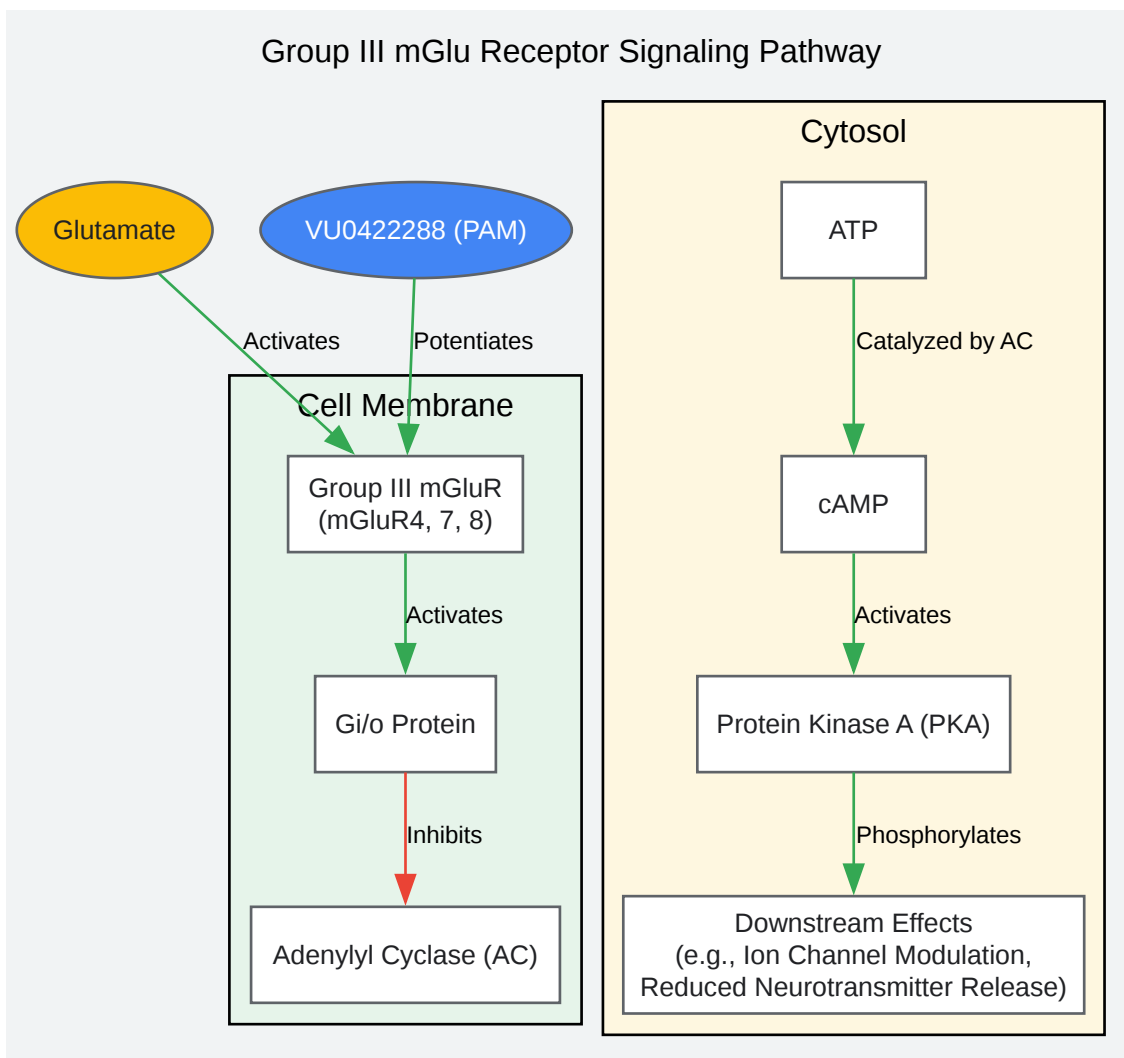 Group III mGlu Receptor Signaling Pathway
Glutamate
VU0422288 (PAM)
Activates
Potentiates
Cell Membrane
Group III mGluR
(mGluR4, 7, 8)
Activates
Gi/o Protein
Inhibits
Adenylyl Cyclase (AC)
Cytosol
ATP
Catalyzed by AC
cAMP
Activates
Protein Kinase A (PKA)
Phosphorylates
Downstream Effects
(e.g., Ion Channel Modulation,
Reduced Neurotransmitter Release)